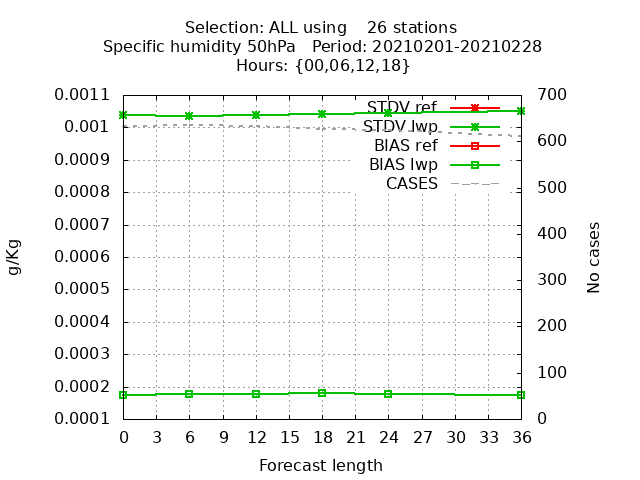 Selection: ALL using    26 stations
Specific humidity 50hPa   Period: 20210201-20210228
Hours: {00,06,12,18}
0.0011
0.001
0.0009
0.0008
0.0007
0.0006
0.0005
0.0004
0.0003
0.0002
0.0001
g/Kg
STDV ref
STDV lwp
BIAS ref
BIAS lwp
CASES
700
600
500
400
300
200
100
0
No cases
0 3 6 9 12 15 18 21 24 27 30 33 36
Forecast length